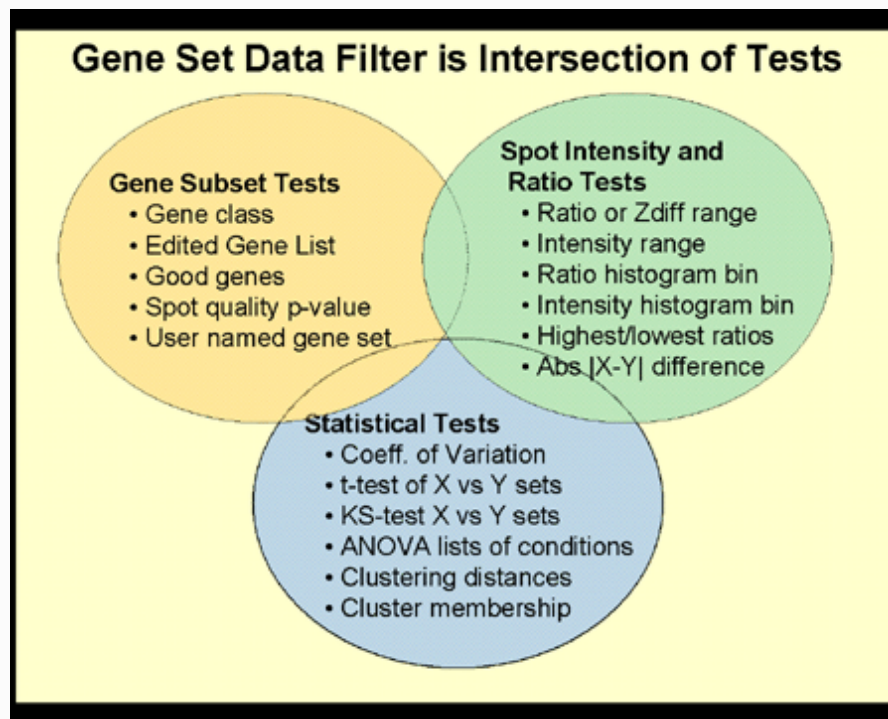 Gene Set Data Filter is Intersection of Tests
Gene Subset Tests
• Gene class
• Edited Gene List
• Good genes
• Spot quality p-value
• User named gene set
Spot Intensity and
Ratio Tests
• Ratio or Zdiff range
• Intensity range
• Ratio histogram bin
• Intensity histogram bin
• Highest/lowest ratios
• Abs |X-Y| difference
Statistical Tests
• Coeff. of Variation
• t-test of X vs Y sets
• KS-test X vs Y sets
• ANOVA lists of conditions
• Clustering distances
• Cluster membership